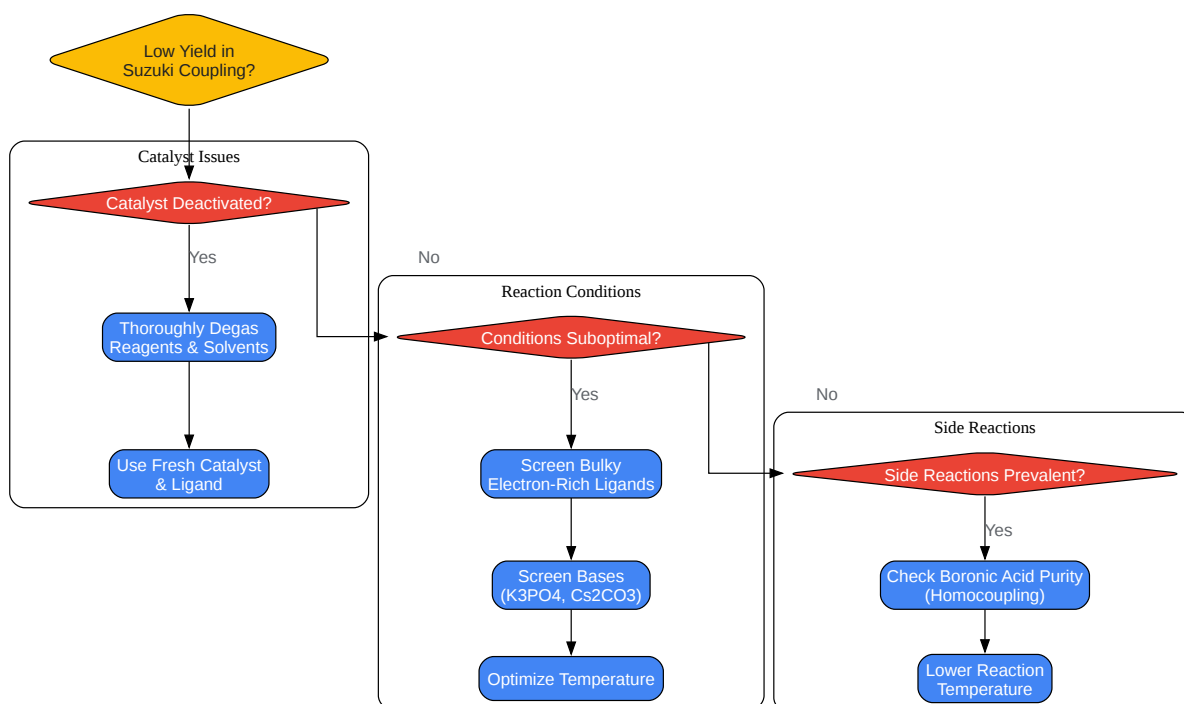 Low Yield in
Suzuki Coupling?
Catalyst Issues
Catalyst Deactivated?
Yes
Thoroughly Degas
Reagents & Solvents
Use Fresh Catalyst
& Ligand
No
Reaction Conditions
Conditions Suboptimal?
Yes
Screen Bulky
Electron-Rich Ligands
Screen Bases
(K3PO4, Cs2CO3)
Optimize Temperature
No
Side Reactions
Side Reactions Prevalent?
Yes
Check Boronic Acid Purity
(Homocoupling)
Lower Reaction
Temperature